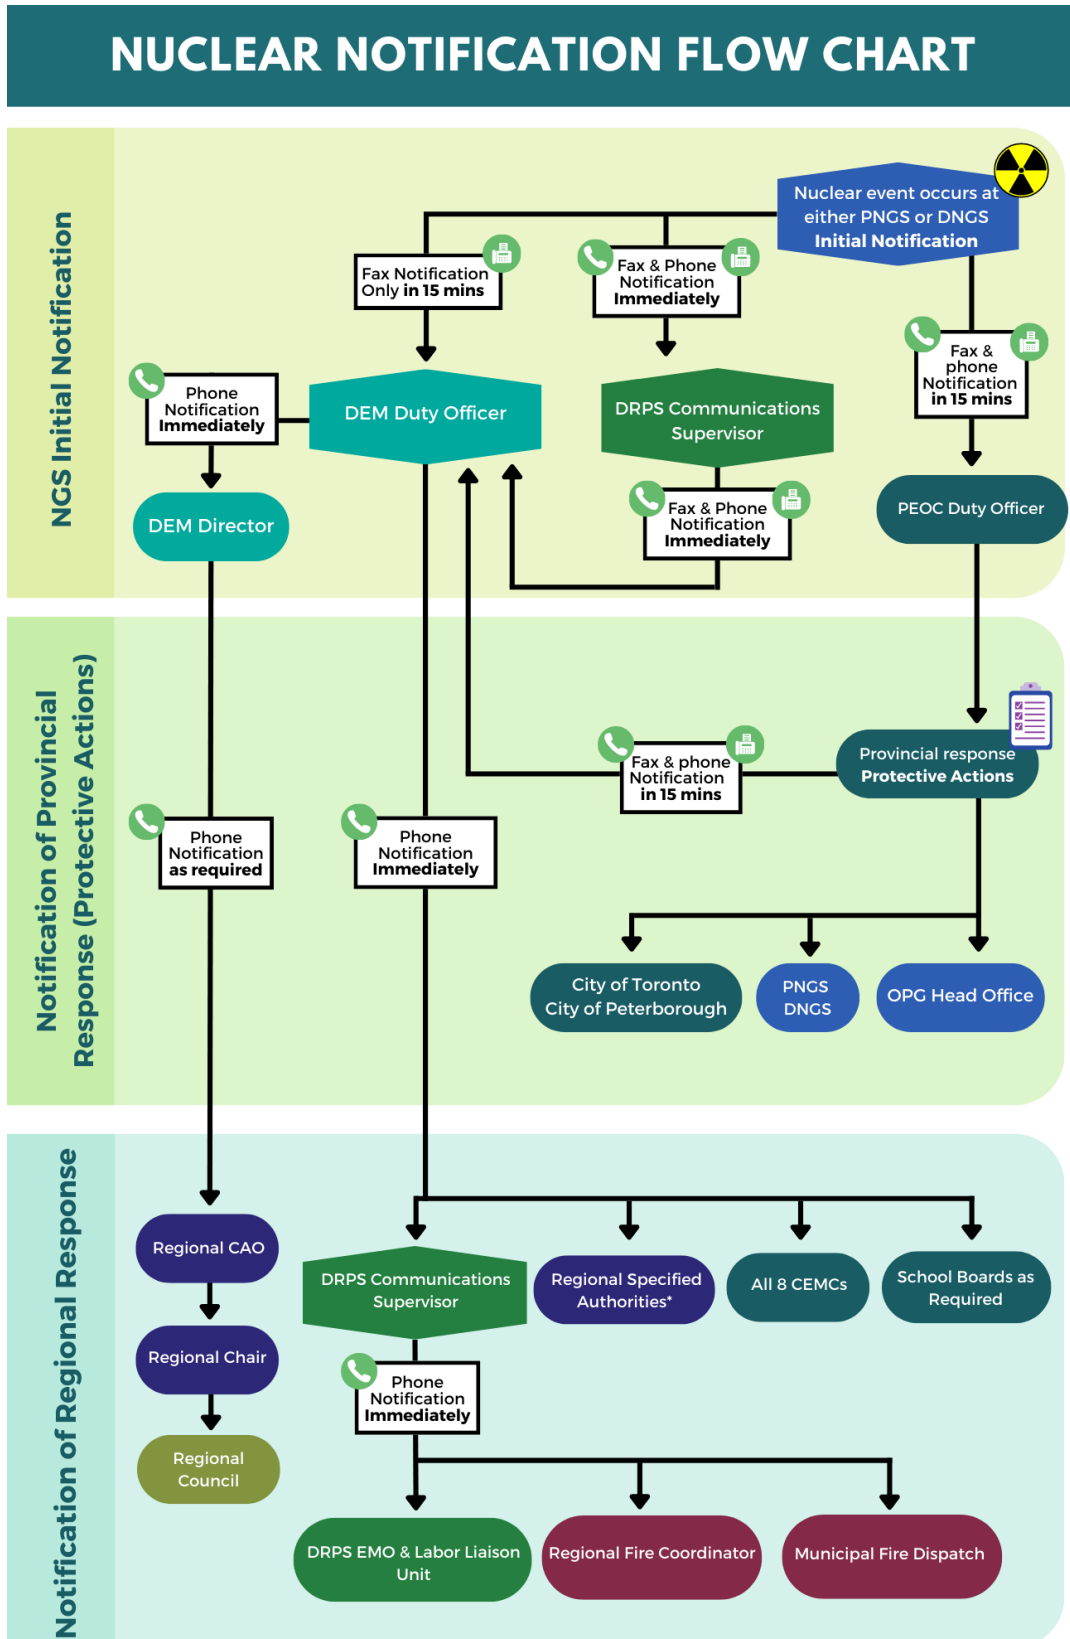 NUCLEAR NOTIFICATION FLOW CHART
NGS Initial Notification
Nuclear event occurs at
either PNGS or DNGS
Initial Notification
Fax Notification
Only in 15 mins
Fax & Phone
Notification
Immediately
Fax &
phone
Notification
in 15 mins
Phone
Notification
Immediately
DEM Duty Officer
DRPS Communications
Supervisor
DEM Director
Fax & Phone
Notification
Immediately
PEOC Duty Officer
Notification of Provincial
Response (Protective Actions)
Provincial response
Protective Actions
Fax & phone
Notification
in 15 mins
Phone
Notification
as required
Phone
Notification
Immediately
City of Toronto
City of Peterborough
PNGS
DNGS
OPG Head Office
Notification of Regional Response
Regional CAO
DRPS Communications
Supervisor
Regional Specified
Authorities*
All 8 CEMCs
School Boards as
Required
Regional Chair
Phone
Notification
Immediately
Regional
Council
DRPS EMO & Labor Liaison
Unit
Regional Fire Coordinator
Municipal Fire Dispatch